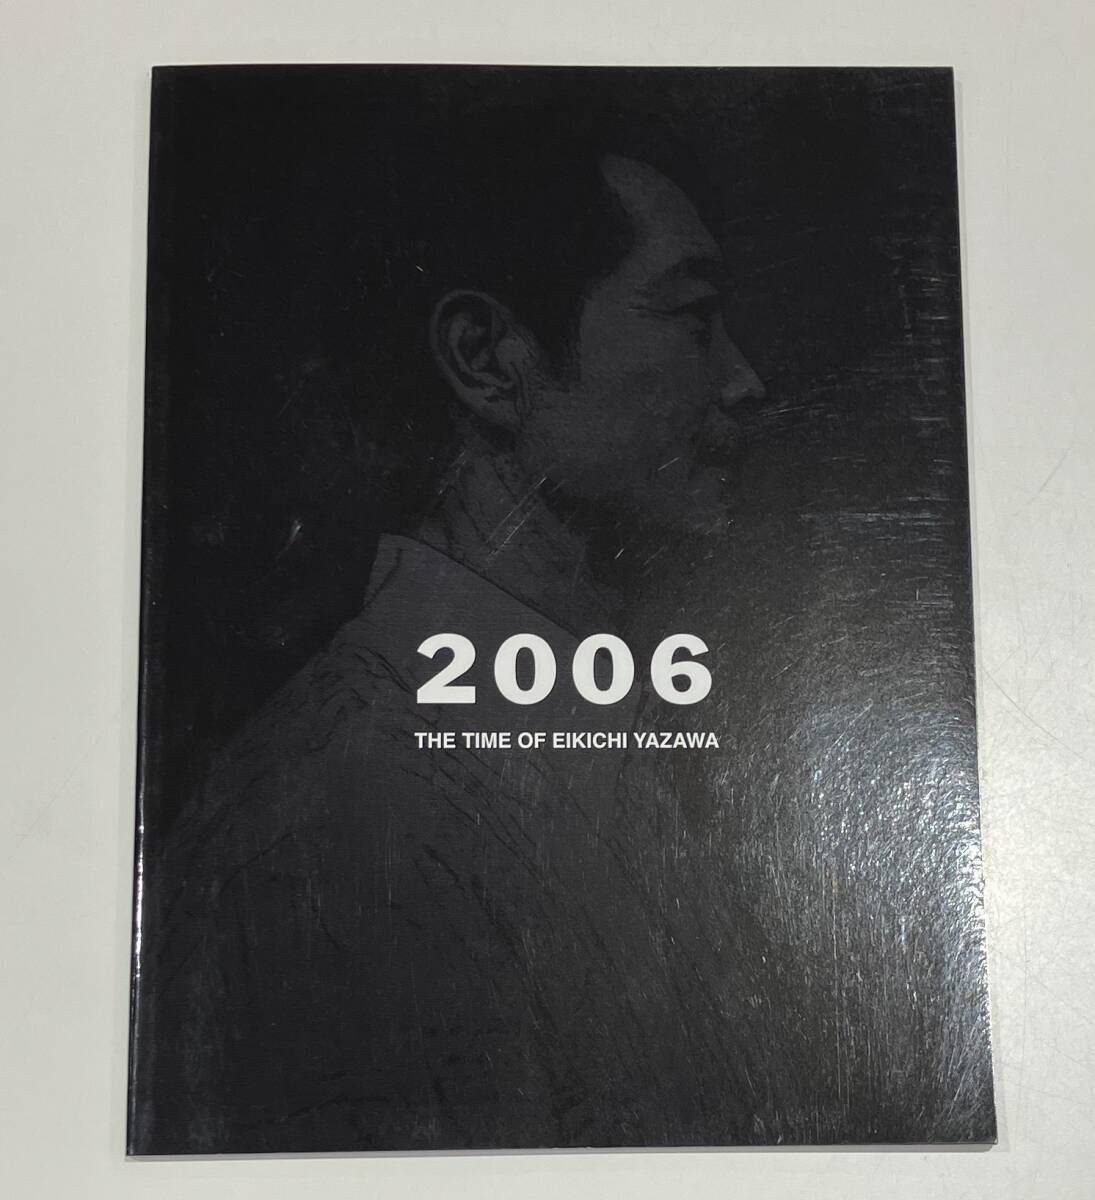 2006
THE TIME OF EIKICHI YAZAWA